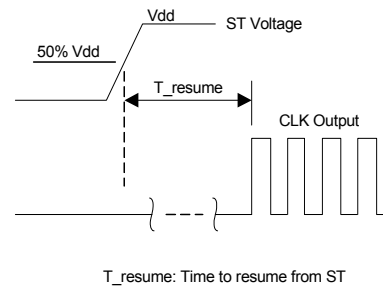 Vdd
ST Voltage
50% Vdd
T_resume
CLK Output
T_resume: Time to resume from ST